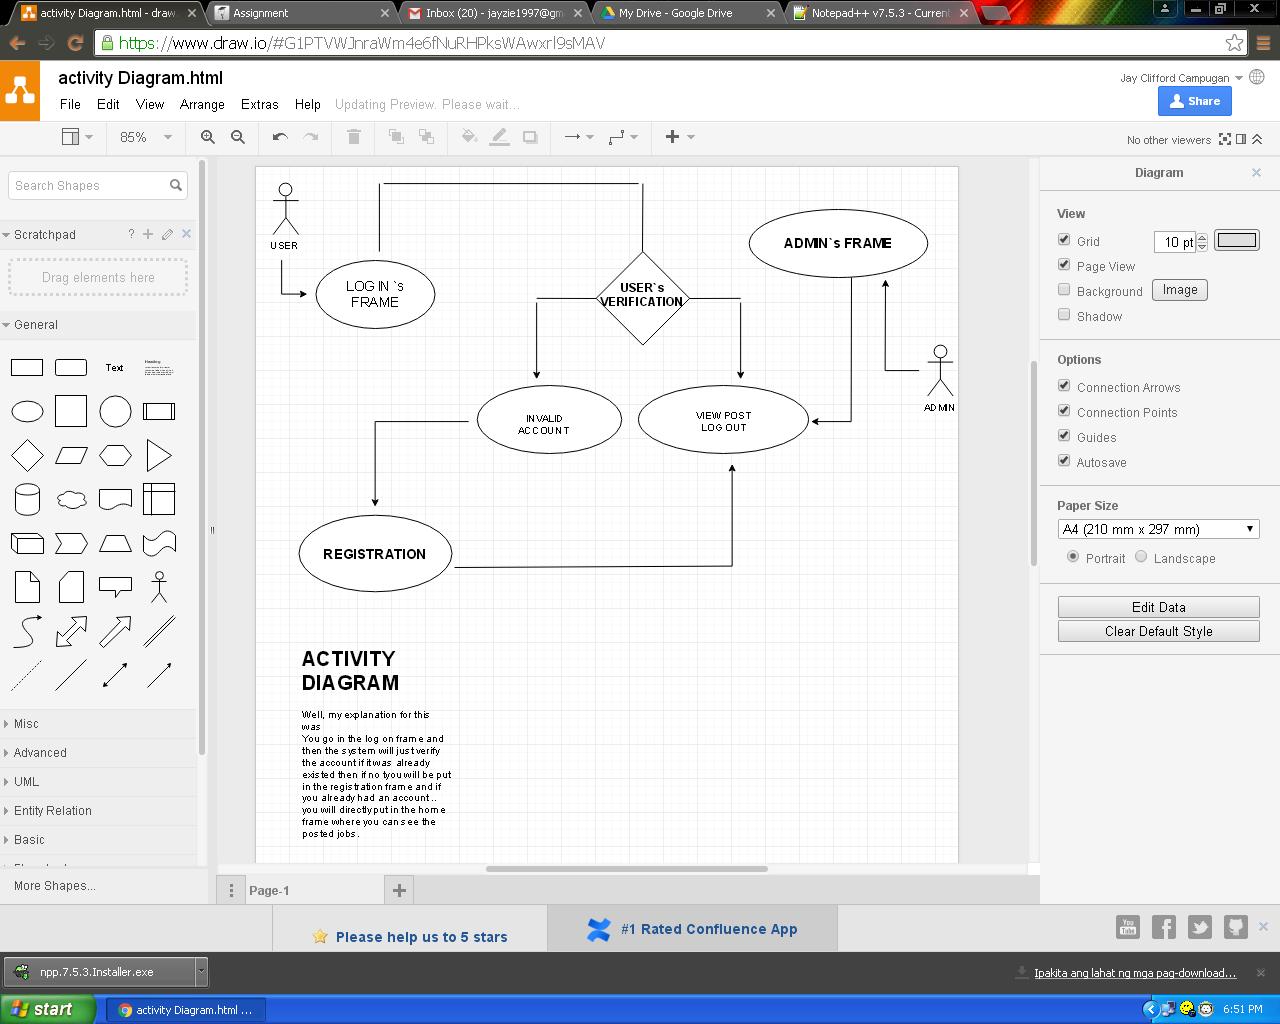 activity Diagram.html - draw.
Assignment
Inbox (20) - jayzie1997@gm
My Drive - Google Drive
Notepad++ v7.5.3 - Current
https://www.draw.io/#G1PTVWJnraWm4e6fNuRHPksWAwxrl9sMAV
activity Diagram.html
Jay Clifford Campugan
File Edit View Arrange Extras Help Updating Preview. Please wait...
Share
85%
No other viewers
Search Shapes
Scratchpad
?
Drag elements here
General
Text
Heading
Misc
Advanced
UML
Entity Relation
Basic
More Shapes...
USER
LOG IN `s
FRAME
USER`s
VERIFICATION
ADMIN`s FRAME
ADMIN
INVALID
ACCOUNT
VIEW POST
LOG OUT
REGISTRATION
ACTIVITY
DIAGRAM
Well, my explanation for this
was
You go in the log on frame and
then the system will just verify
the account if it was already
existed then if no tyou will be put
in the registration frame and if
you already had an account ..
you will directly put in the home
frame where you can see the
posted jobs.
Diagram
View
Grid
10 pt
Page View
Background
Image
Shadow
Options
Connection Arrows
Connection Points
Guides
Autosave
Paper Size
A4 (210 mm x 297 mm)
Portrait Landscape
Edit Data
Clear Default Style
Page-1
Please help us to 5 stars
#1 Rated Confluence App
You
Tube
npp.7.5.3.Installer.exe
Ipakita ang lahat ng mga pag-download...
start
activity Diagram.html ...
6:51 PM